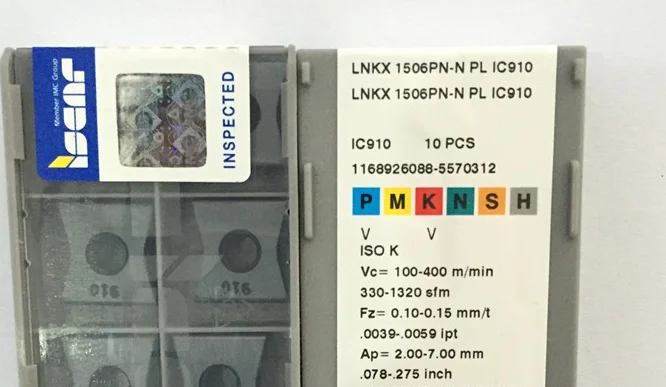 Member IMC Group
iscar
INSPECTED
910
910
LNKX 1506PN-N PL IC910
LNKX 1506PN-N PL IC910
IC910 10 PCS
1168926088-5570312
P M K N S H
V V
ISO K
Vc= 100-400 m/min
330-1320 sfm
Fz= 0.10-0.15 mm/t
.0039-.0059 ipt
Ap= 2.00-7.00 mm
.078-.275 inch